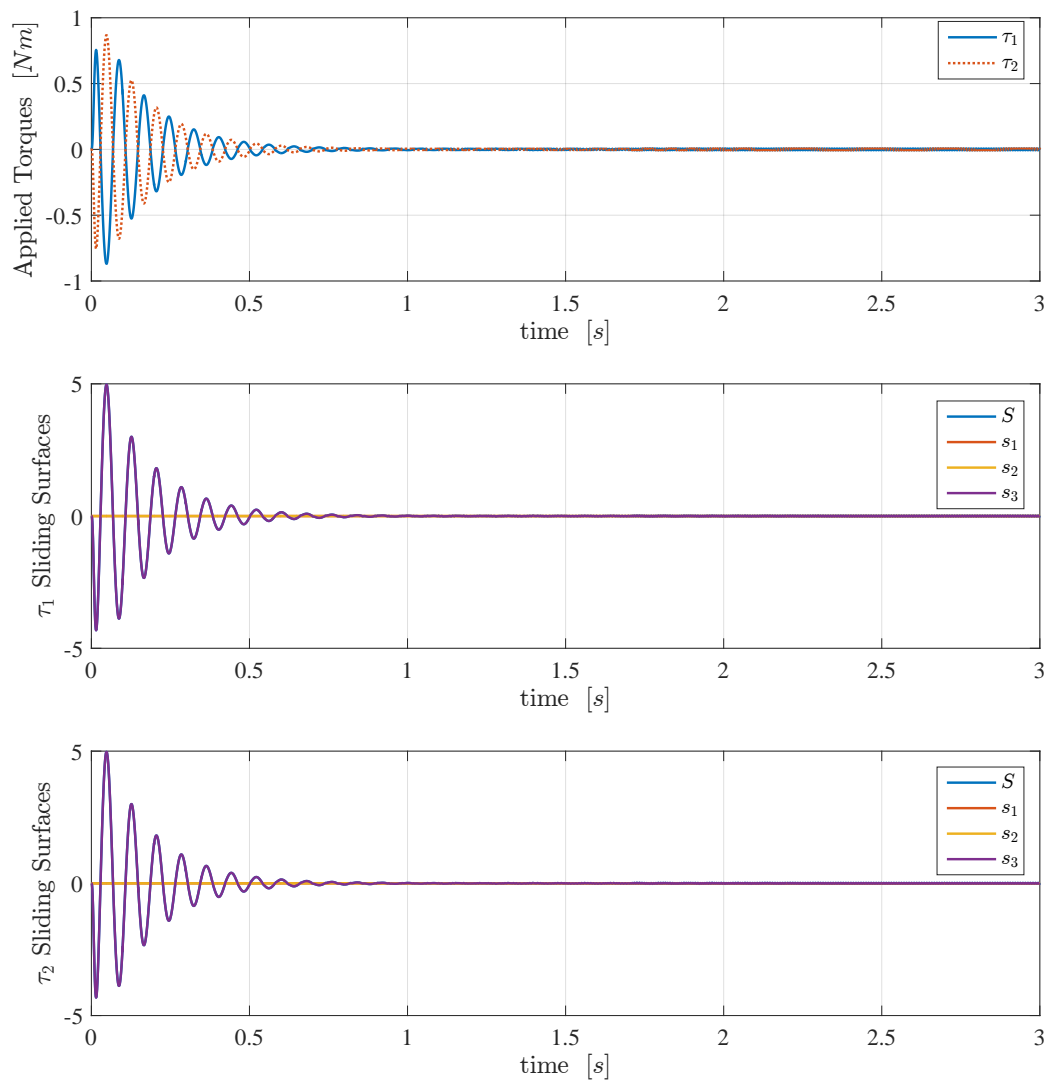 Applied Torques [Nm]
1
0.5
0
-0.5
-1
τ1
τ2
0 0.5 1 1.5 2 2.5 3
time [s]
τ1 Sliding Surfaces
5
0
-5
S
s1
s2
s3
0 0.5 1 1.5 2 2.5 3
time [s]
τ2 Sliding Surfaces
5
0
-5
S
s1
s2
s3
0 0.5 1 1.5 2 2.5 3
time [s]